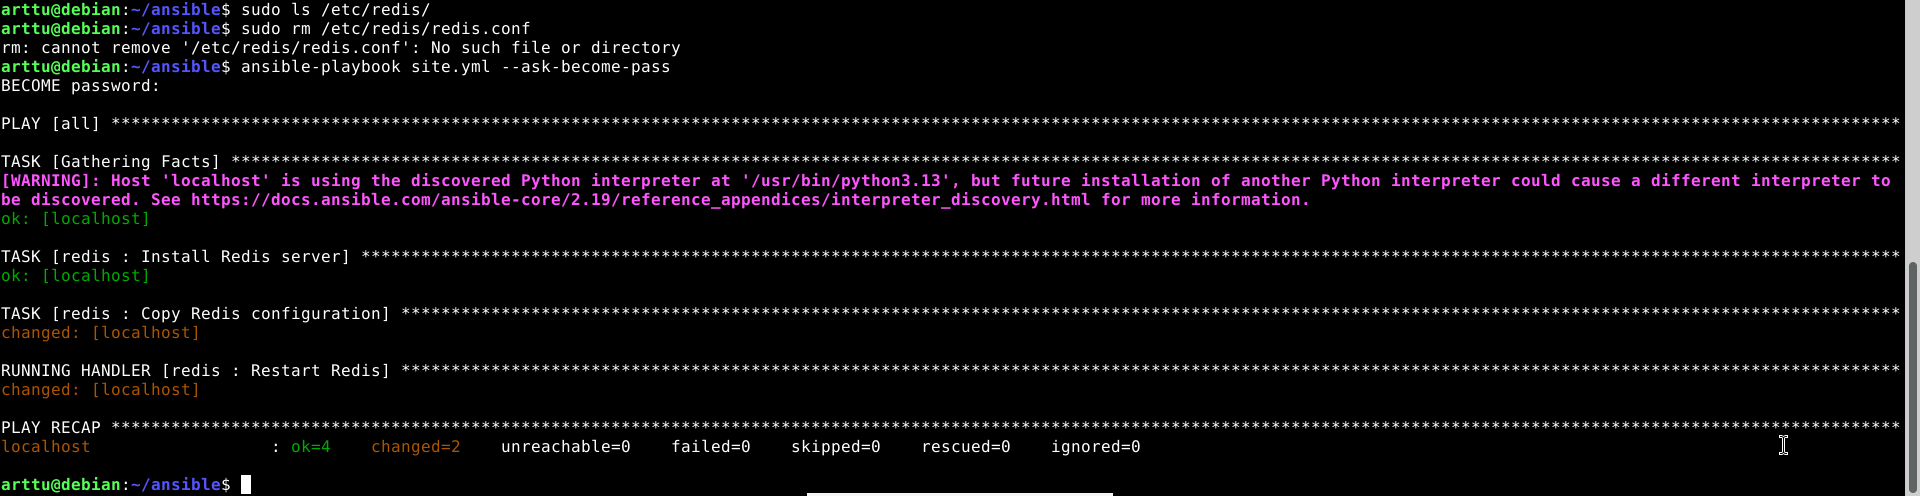 arttu@debian:~/ansible$ sudo ls /etc/redis/
arttu@debian:~/ansible$ sudo rm /etc/redis/redis.conf
rm: cannot remove '/etc/redis/redis.conf': No such file or directory
arttu@debian:~/ansible$ ansible-playbook site.yml --ask-become-pass
BECOME password:
PLAY [all] ***********************************************************************************************************************************************************************************
TASK [Gathering Facts] ***********************************************************************************************************************************************************************
[WARNING]: Host 'localhost' is using the discovered Python interpreter at '/usr/bin/python3.13', but future installation of another Python interpreter could cause a different interpreter to
be discovered. See https://docs.ansible.com/ansible-core/2.19/reference_appendices/interpreter_discovery.html for more information.
ok: [localhost]
TASK [redis : Install Redis server] **********************************************************************************************************************************************************
ok: [localhost]
TASK [redis : Copy Redis configuration] ******************************************************************************************************************************************************
changed: [localhost]
RUNNING HANDLER [redis : Restart Redis] ******************************************************************************************************************************************************
changed: [localhost]
PLAY RECAP ***********************************************************************************************************************************************************************************
localhost                  : ok=4    changed=2    unreachable=0    failed=0    skipped=0    rescued=0    ignored=0
arttu@debian:~/ansible$